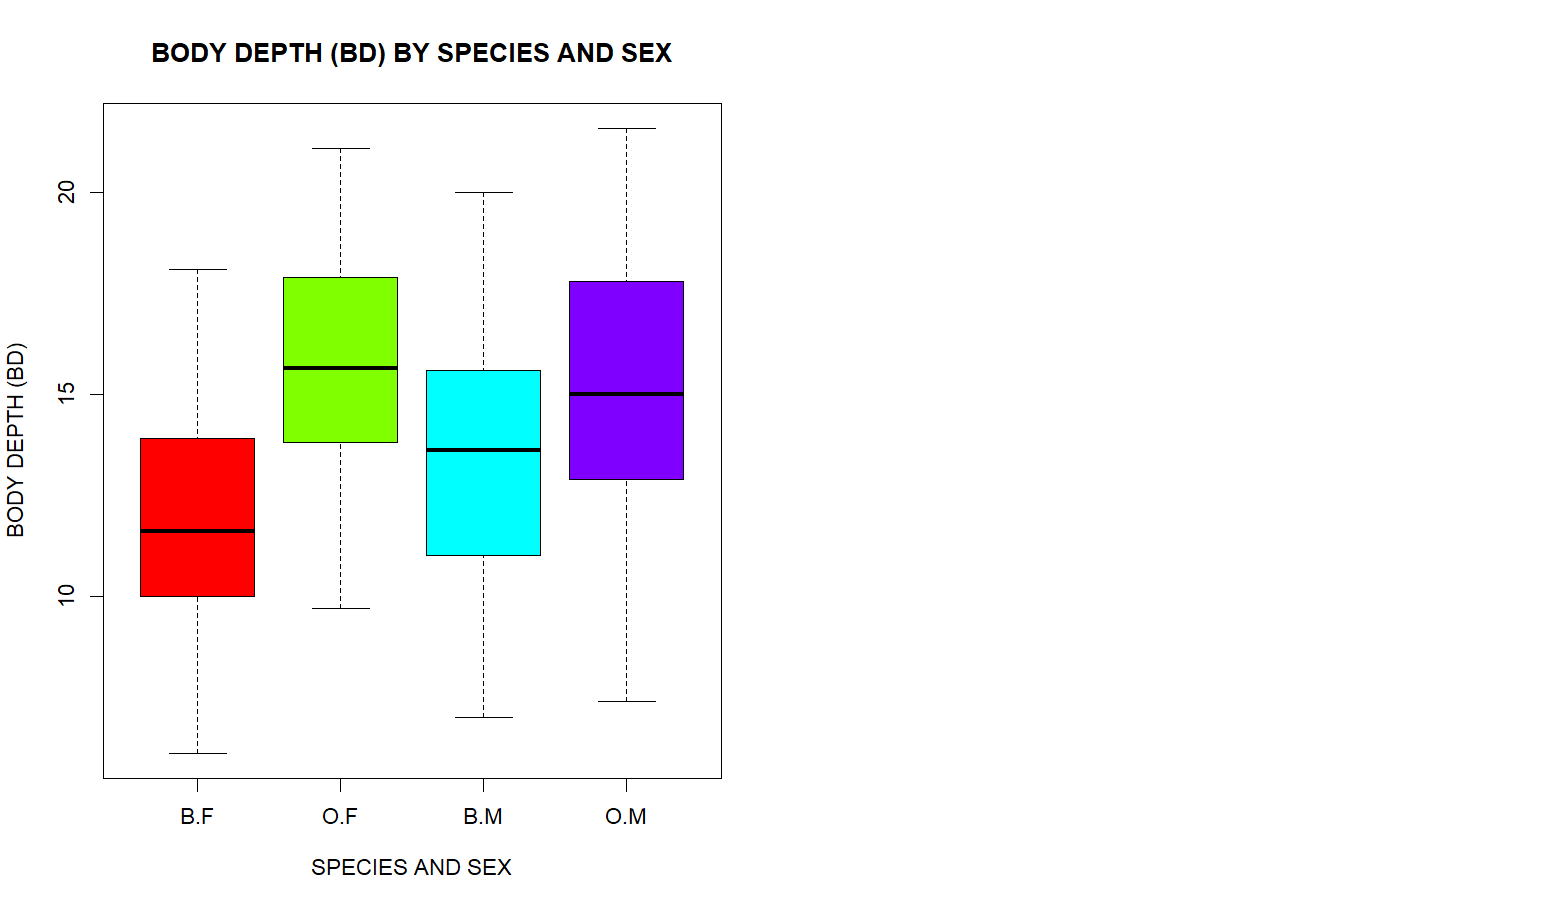 BODY DEPTH (BD) BY SPECIES AND SEX
BODY DEPTH (BD)
20
15
10
B.F O.F B.M O.M
SPECIES AND SEX